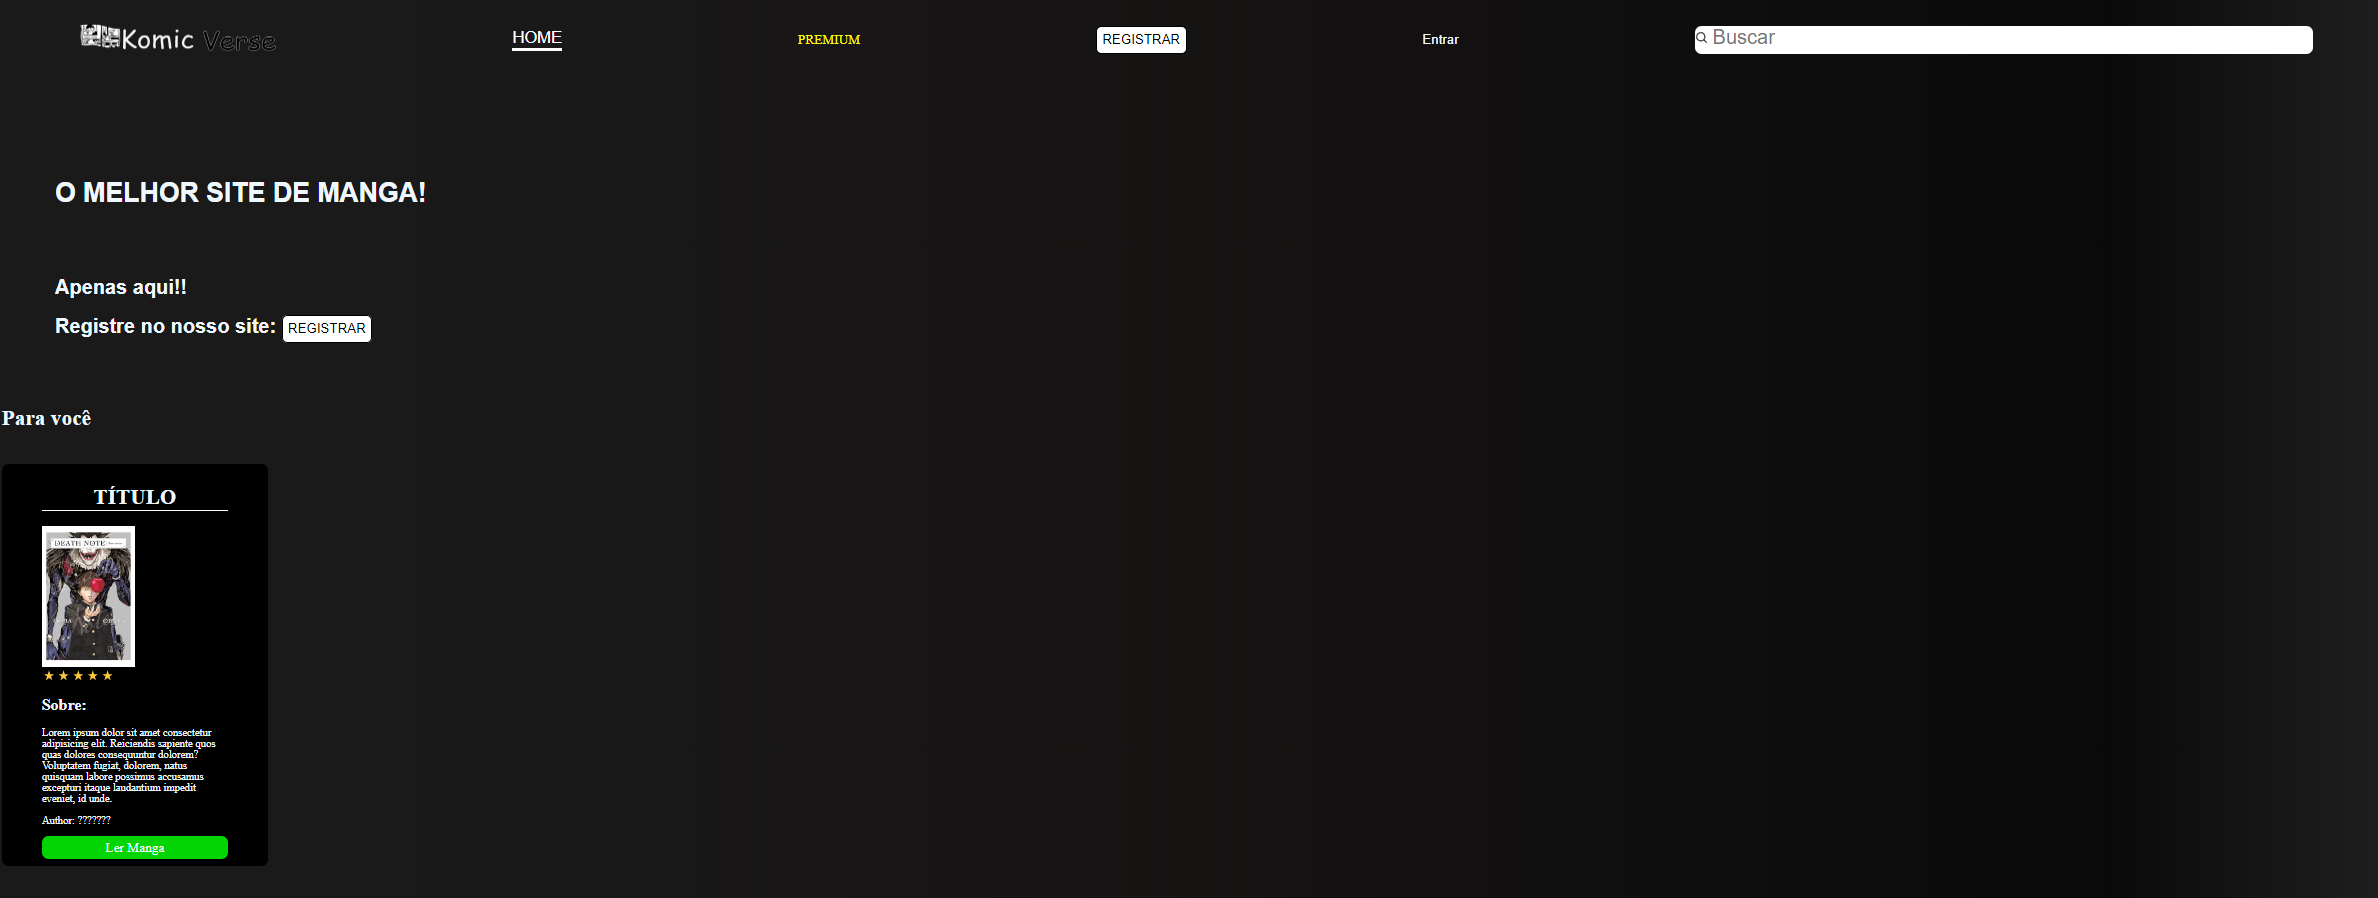 Komic Verse
HOME
PREMIUM
REGISTRAR
Entrar
Buscar
O MELHOR SITE DE MANGA!
Apenas aqui!!
Registre no nosso site: REGISTRAR
Para você
TÍTULO
DEATH NOTE
★ ★ ★ ★ ★
Sobre:
Lorem ipsum dolor sit amet consectetur
adipisicing elit. Reiciendis sapiente quos
quas dolores consequuntur dolorem?
Voluptatem fugiat, dolorem, natus
quisquam labore possimus accusamus
excepturi itaque laudantium impedit
eveniet, id unde.
Author: ???????
Ler Manga